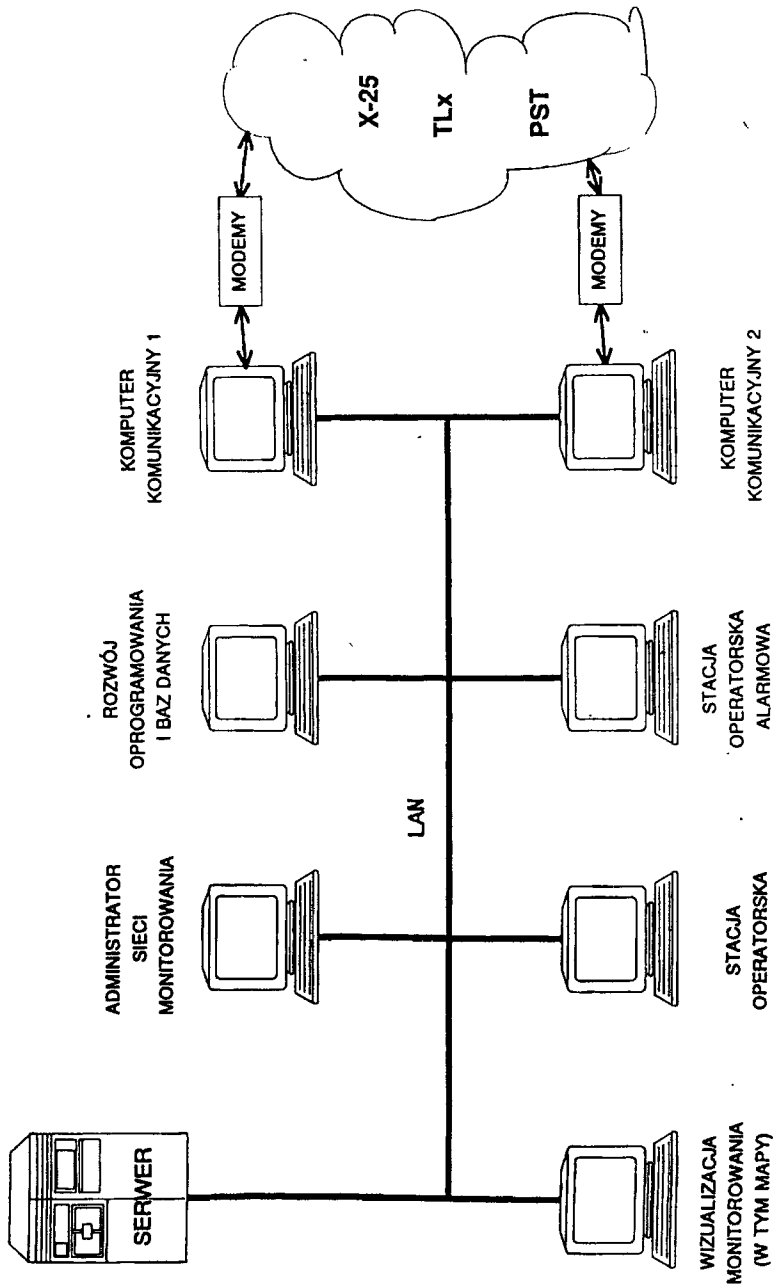 SERWER
ADMINISTRATOR
SIECI
MONITOROWANIA
ROZWÓJ
OPROGRAMOWANIA
I BAZ DANYCH
KOMPUTER
KOMUNIKACYJNY 1
MODEMY
X-25
TLx
PST
LAN
WIZUALIZACJA
MONITOROWANIA
(W TYM MAPY)
STACJA
OPERATORSKA
STACJA
OPERATORSKA
ALARMOWA
KOMPUTER
KOMUNIKACYJNY 2
MODEMY